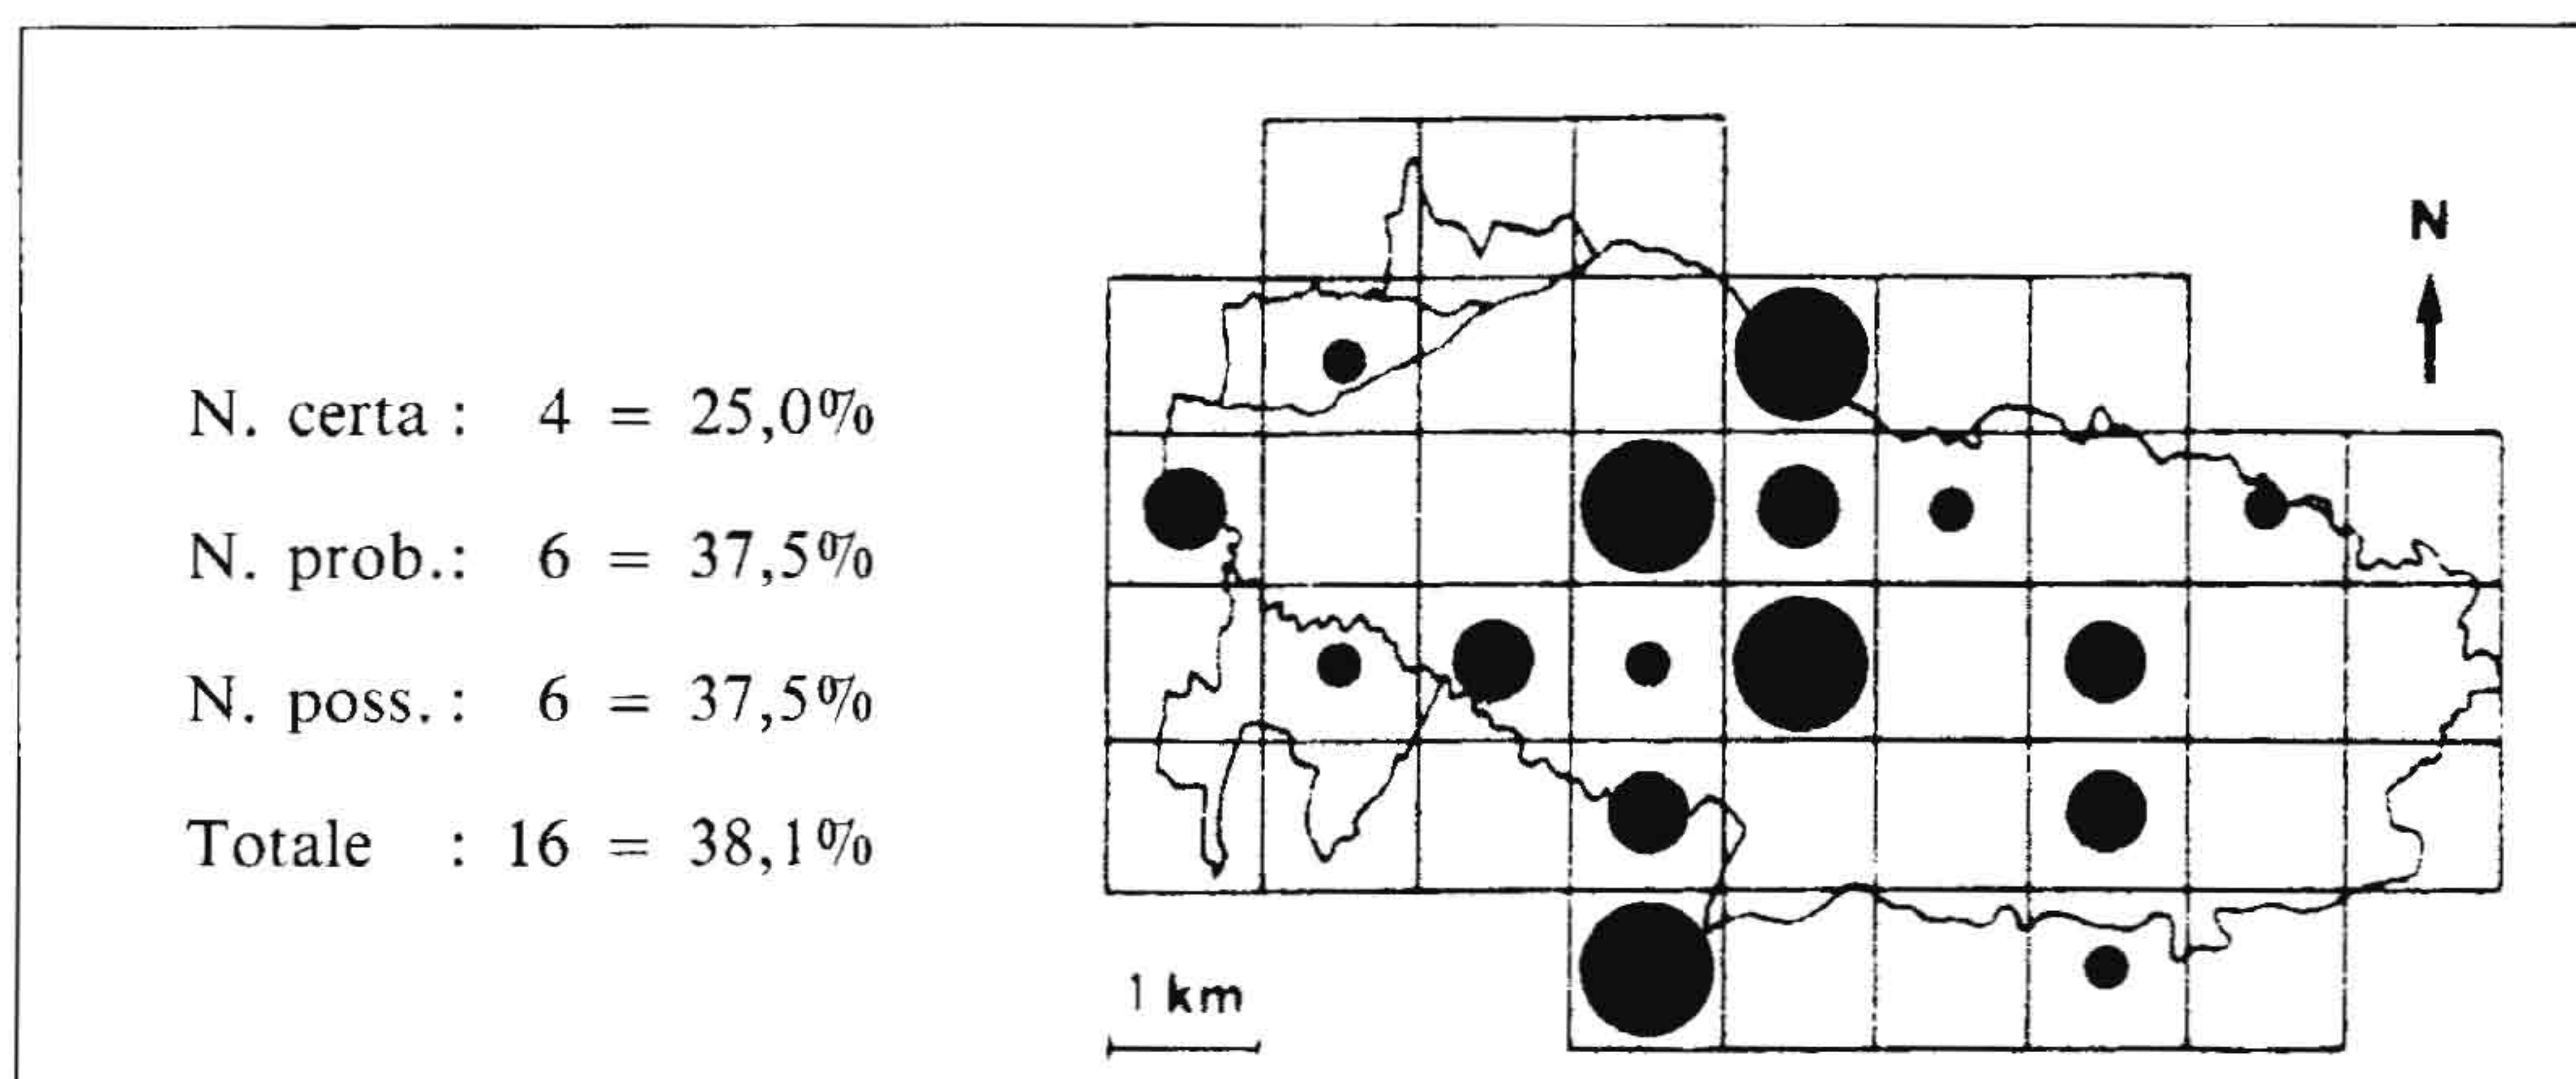 N. certa : 4 = 25,0%
N. prob.: 6 = 37,5%
N. poss. : 6 = 37,5%
Totale : 16 = 38,1%
N
1 km